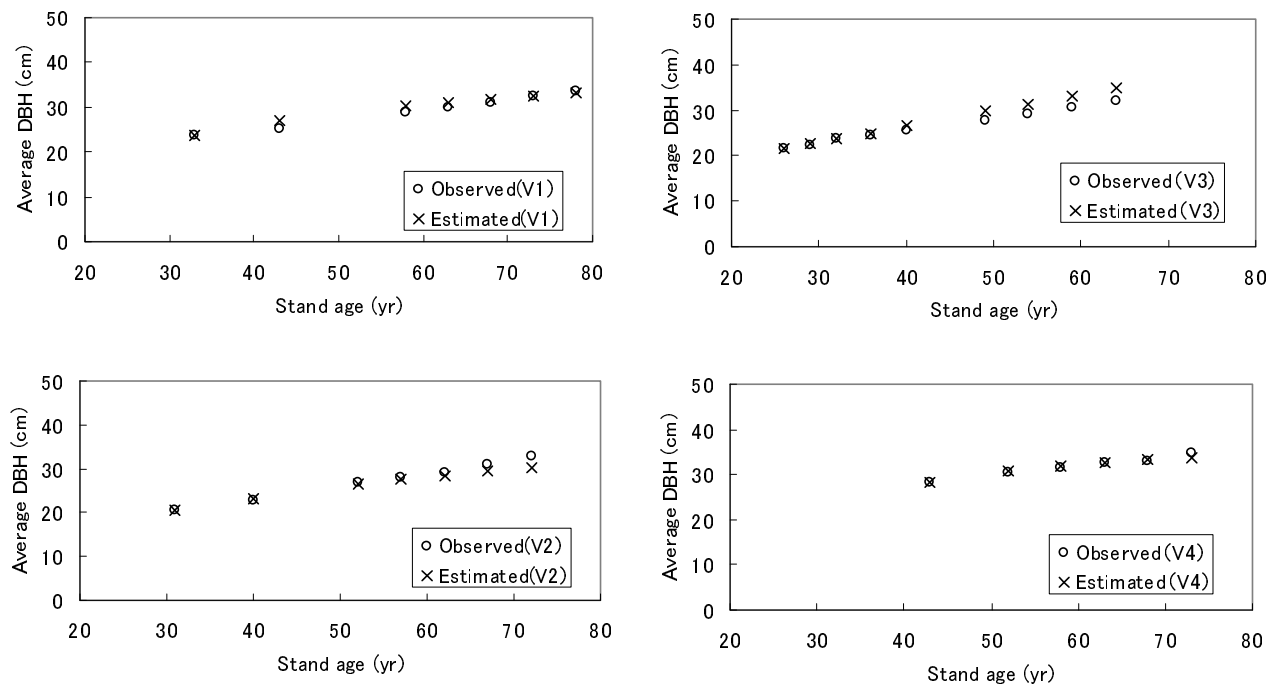 50
40
30
20
10
0
Average DBH (cm)
20 30 40 50 60 70 80
Stand age (yr)
Observed(V1)
Estimated(V1)
50
40
30
20
10
0
Average DBH (cm)
20 30 40 50 60 70 80
Stand age (yr)
Observed (V3)
Estimated (V3)
50
40
30
20
10
0
Average DBH (cm)
20 30 40 50 60 70 80
Stand age (yr)
Observed(V2)
Estimated(V2)
50
40
30
20
10
0
Average DBH (cm)
20 30 40 50 60 70 80
Stand age (yr)
Observed (V4)
Estimated (V4)